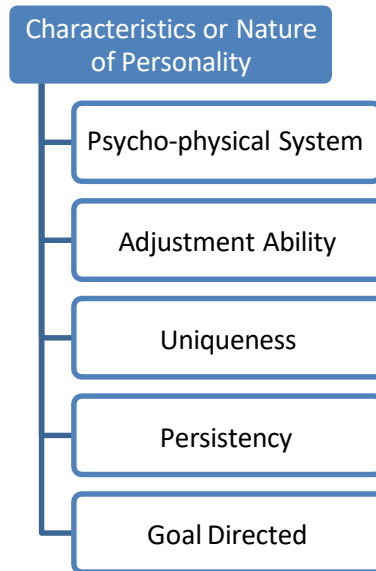 Characteristics or Nature
of Personality
Psycho-physical System
Adjustment Ability
Uniqueness
Persistency
Goal Directed